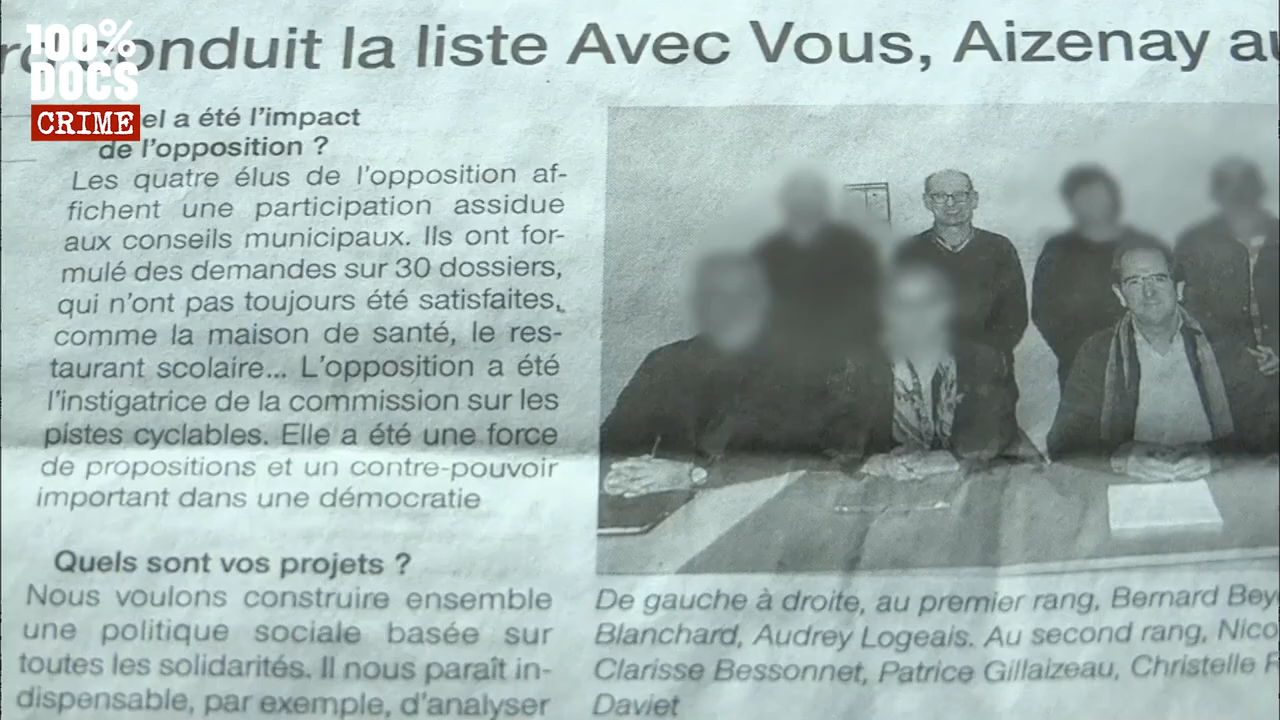 100%
DOCS
CRIME
conduit la liste Avec Vous, Aizenay
el a été l'impact
de l'opposition ?
Les quatre élus de l'opposition af-
fichent une participation assidue
aux conseils municipaux. Ils ont for-
mulé des demandes sur 30 dossiers,
qui n'ont pas toujours été satisfaites,
comme la maison de santé, le res-
taurant scolaire... L'opposition a été
l'instigatrice de la commission sur les
pistes cyclables. Elle a été une force
de propositions et un contre-pouvoir
important dans une démocratie
Quels sont vos projets ?
Nous voulons construire ensemble
une politique sociale basée sur
toutes les solidarités. Il nous paraît in-
dispensable, par exemple, d'analyser
De gauche à droite, au premier rang, Bernard Bey
Blanchard, Audrey Logeais. Au second rang, Nico
Clarisse Bessonnet, Patrice Gillaizeau, Christelle
Daviet